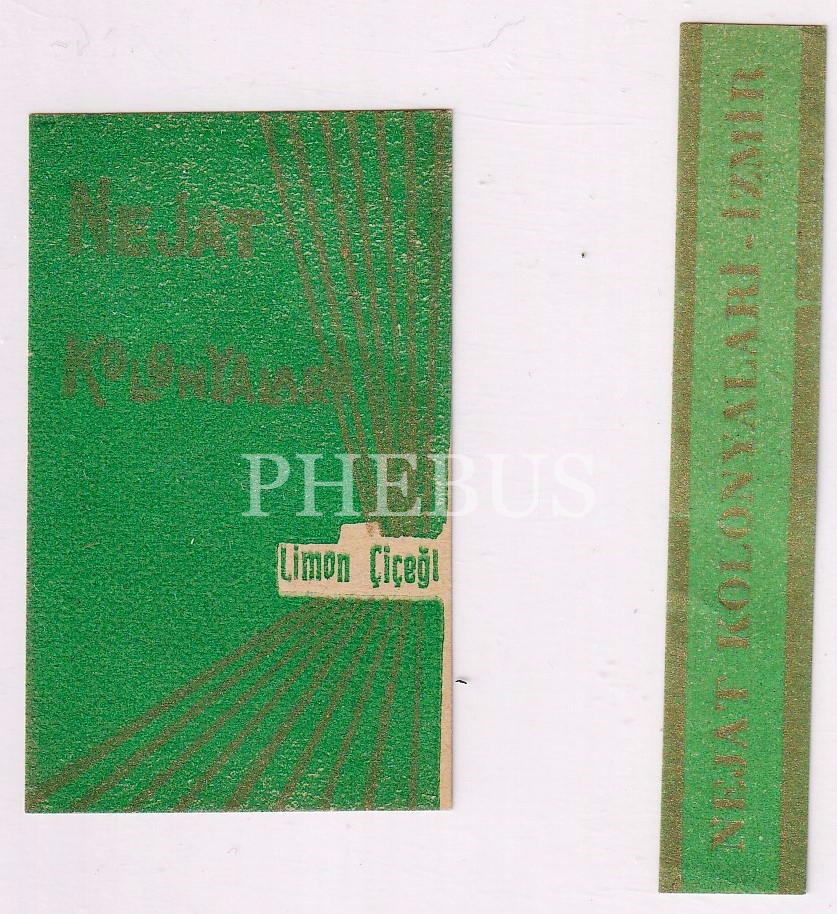 NEJAT
KOLONYALARI
Limon Çiçeği
PHEBUS
NEJAT KOLONYALARI - İZMİR